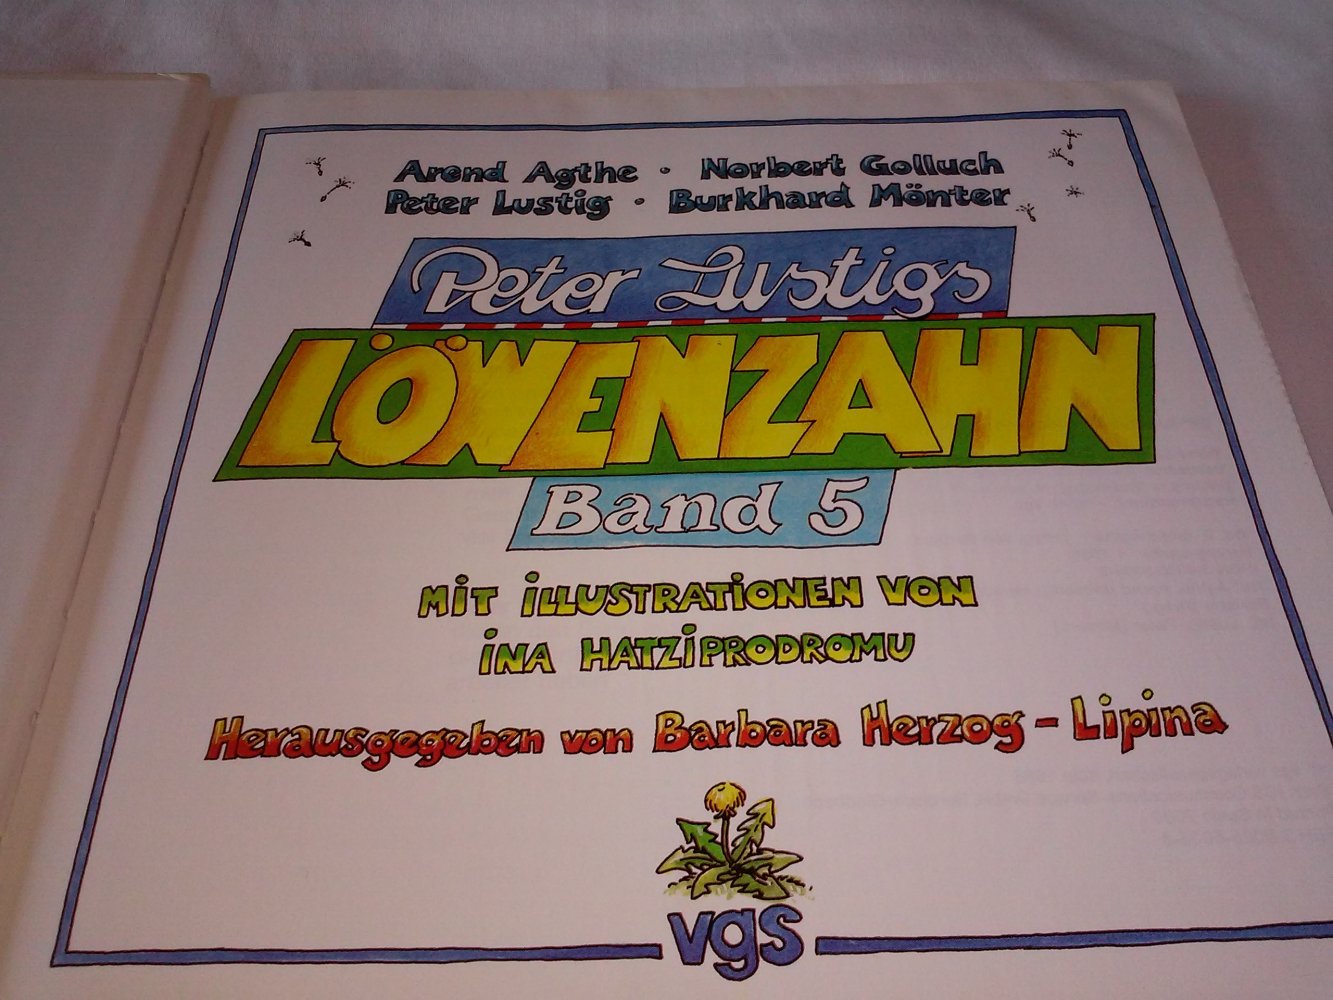 Arend Agthe · Norbert Golluch
Peter Lustig · Burkhard Mönter
Peter Lustigs
LÖWENZAHN
Band 5
MiT iLLUSTRATiONEN VON
iNA HATZiPRODROMU
Herausgegeben von Barbara Herzog - Lipina
vgs